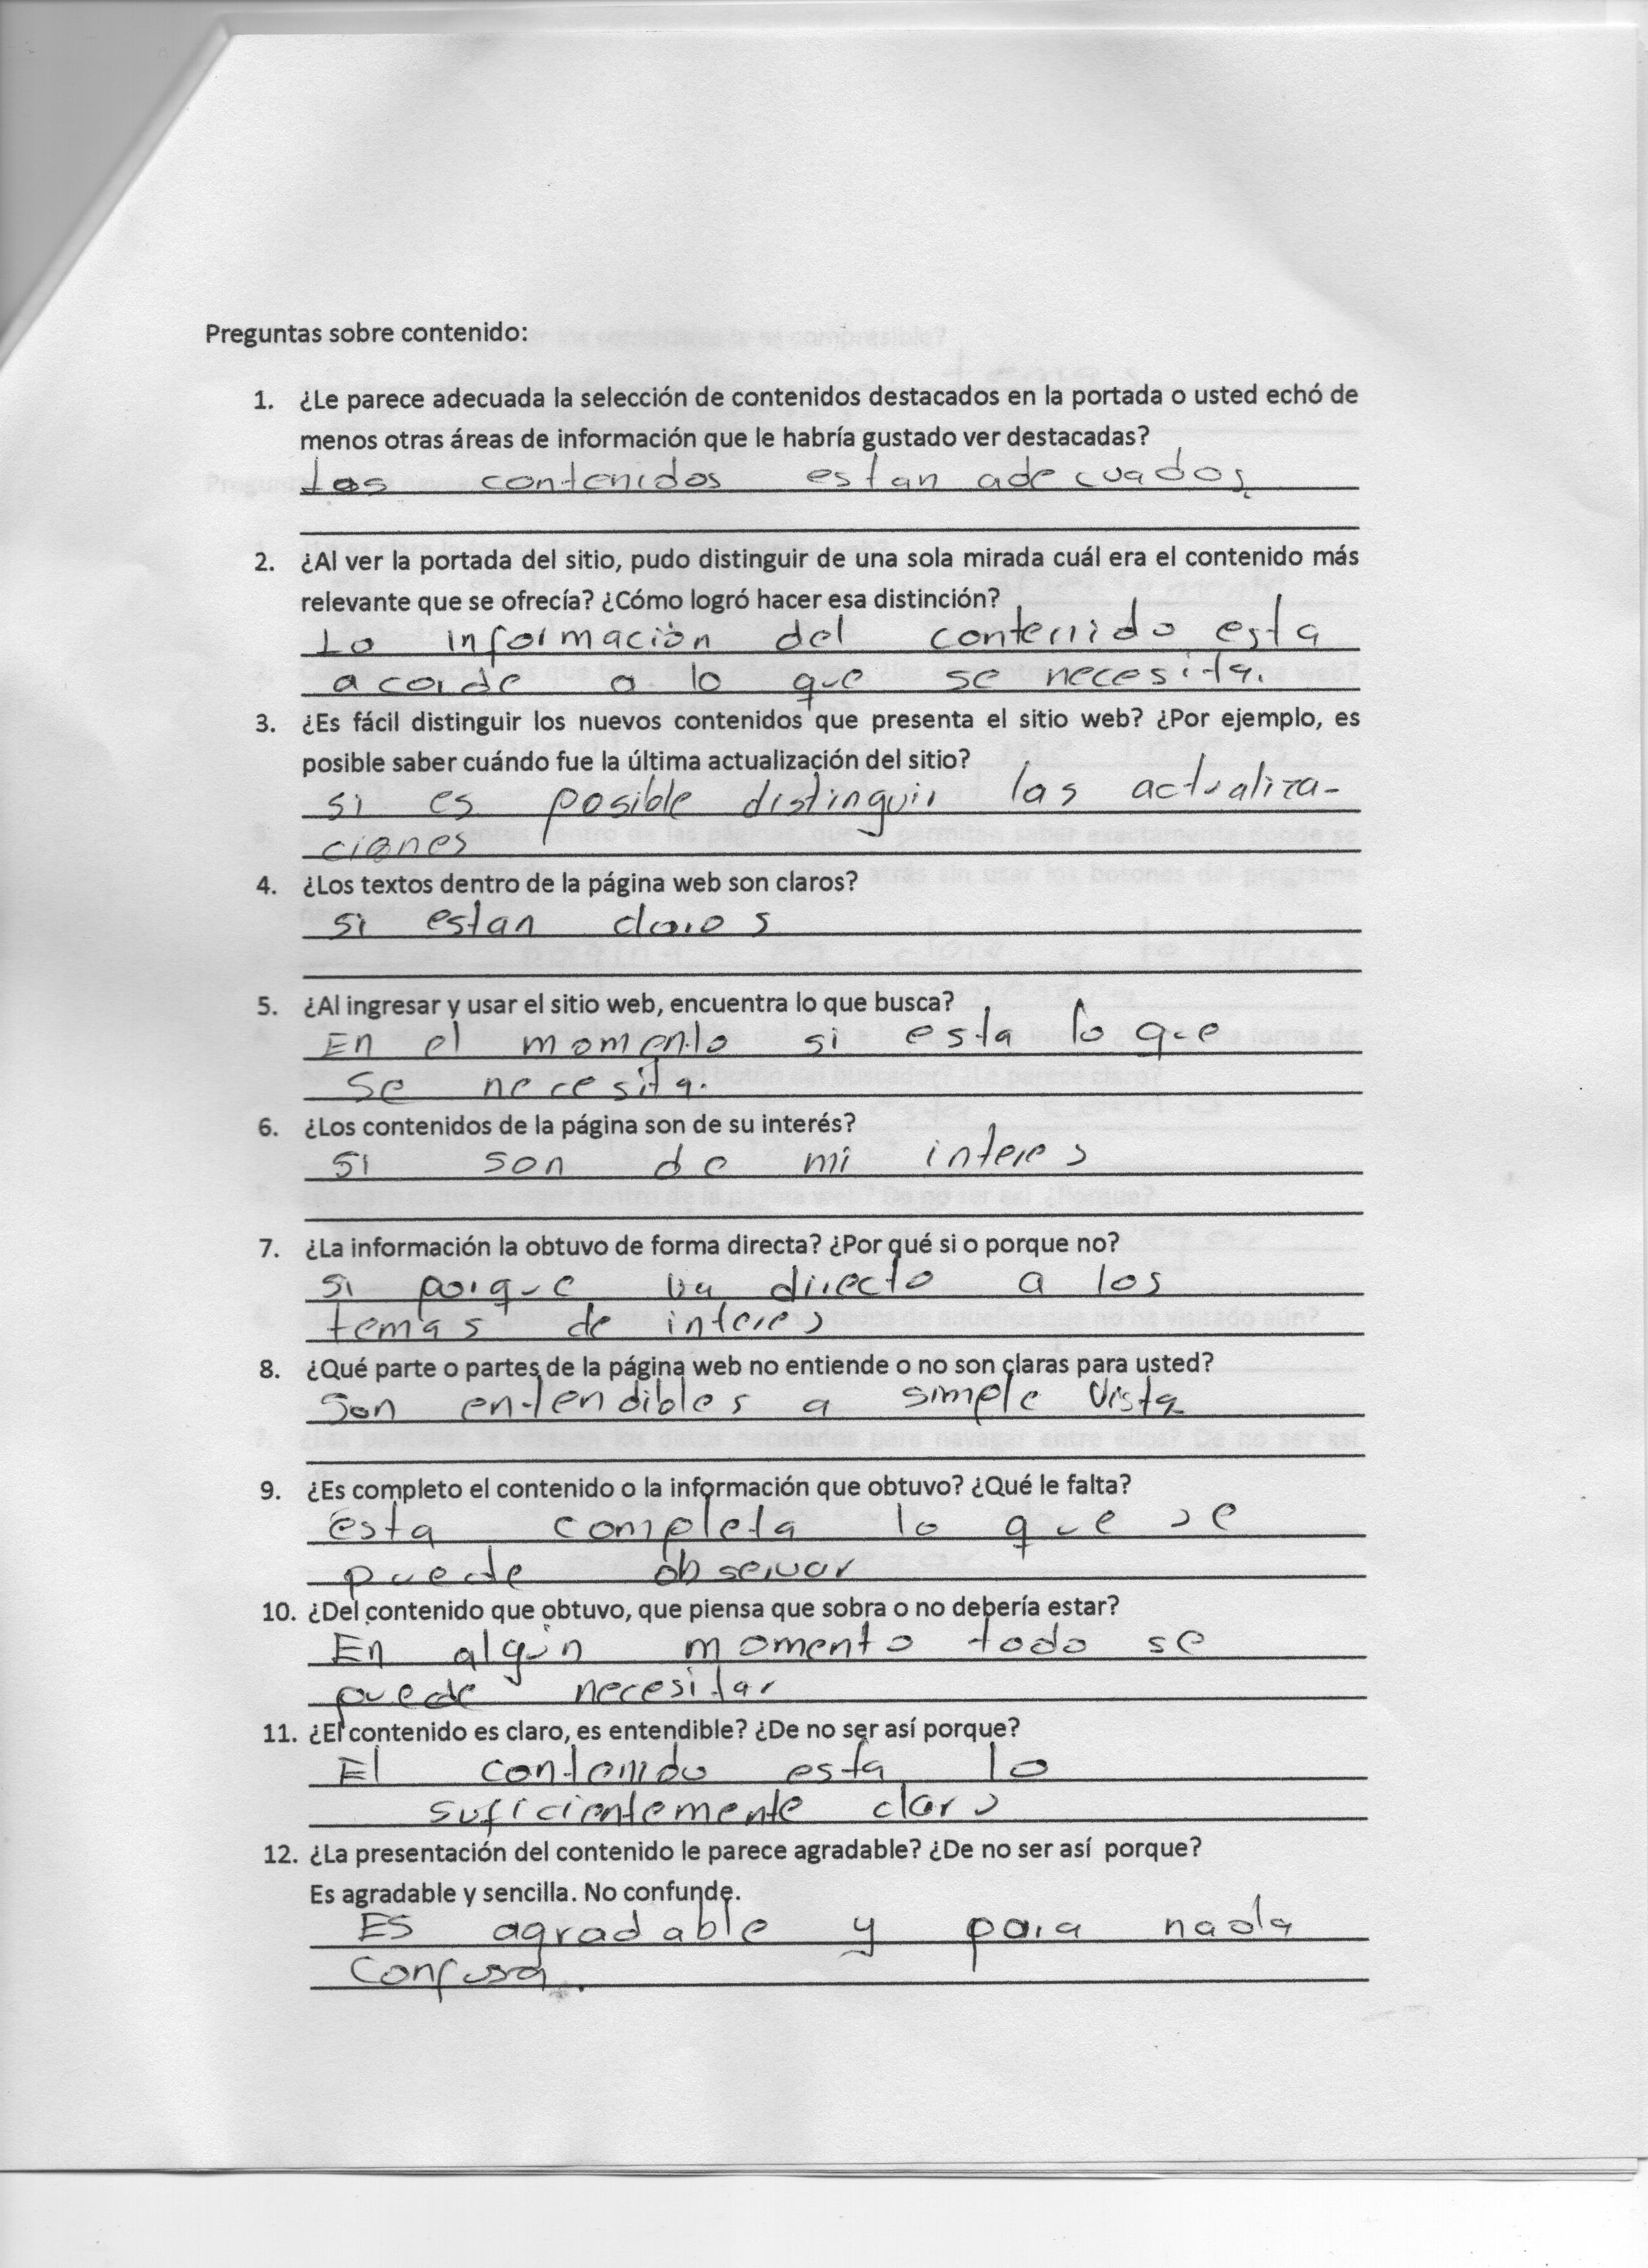 Preguntas sobre contenido:
1. ¿Le parece adecuada la selección de contenidos destacados en la portada o usted echó de
menos otras áreas de información que le habría gustado ver destacadas?
Los contenidos estan adecuados.
2. ¿Al ver la portada del sitio, pudo distinguir de una sola mirada cuál era el contenido más
relevante que se ofrecía? ¿Cómo logró hacer esa distinción?
La información del contenido esta
acorde a lo que se necesita.
3. ¿Es fácil distinguir los nuevos contenidos que presenta el sitio web? ¿Por ejemplo, es
posible saber cuándo fue la última actualización del sitio?
si es posible distinguir las actualiza-
ciones
4. ¿Los textos dentro de la página web son claros?
si estan claros
5. ¿Al ingresar y usar el sitio web, encuentra lo que busca?
En el momento si esta lo que
se necesita.
6. ¿Los contenidos de la página son de su interés?
si son de mi interes
7. ¿La información la obtuvo de forma directa? ¿Por qué si o porque no?
si porque va directo a los
temas de interes
8. ¿Qué parte o partes de la página web no entiende o no son claras para usted?
Son entendibles a simple vista
9. ¿Es completo el contenido o la información que obtuvo? ¿Qué le falta?
esta completa lo que se
puede observar
10. ¿Del contenido que obtuvo, que piensa que sobra o no debería estar?
En algun momento todo se
puede necesitar
11. ¿El contenido es claro, es entendible? ¿De no ser así porque?
El contenido esta lo
suficientemente claro
12. ¿La presentación del contenido le parece agradable? ¿De no ser así porque?
Es agradable y sencilla. No confunde.
ES agradable y para nada
Confusa.